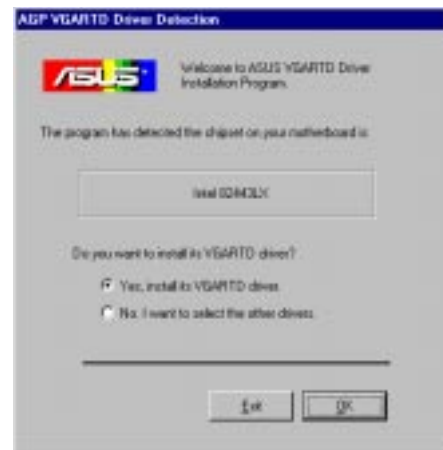 AGP VGARTD Driver Detection
ASUS
Welcome to ASUS VGARTD Driver
Installation Program.
The program has detected the chipset on your motherboard is:
Intel 82443LX
Do you want to install its VGARTD driver?
Yes, install its VGARTD driver.
No. I want to select the other drivers.
Exit
OK